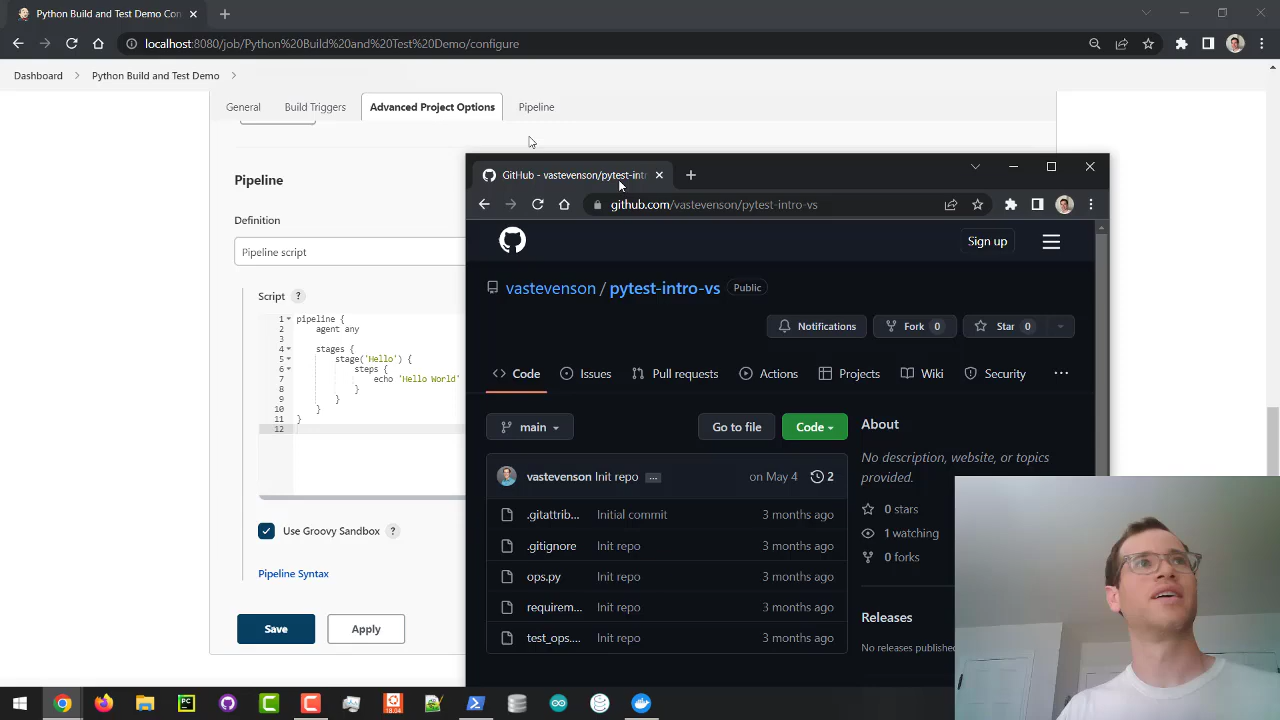 Python Build and Test Demo Con
localhost:8080/job/Python%20Build%20and%20Test%20Demo/configure
Dashboard
Python Build and Test Demo
General
Build Triggers
Advanced Project Options
Pipeline
Pipeline
Definition
Pipeline script
Script ?
1 pipeline {
2 agent any
3
4 stages {
5 stage('Hello') {
6 steps {
7 echo 'Hello World'
8 }
9 }
10 }
11 }
12
Use Groovy Sandbox ?
Pipeline Syntax
Save
Apply
GitHub - vastevenson/pytest-intr
github.com/vastevenson/pytest-intro-vs
Sign up
vastevenson / pytest-intro-vs Public
Notifications
Fork 0
Star 0
Code
Issues
Pull requests
Actions
Projects
Wiki
Security
...
main
Go to file
Code
About
vastevenson Init repo ... on May 4 2
No description, website, or topics
provided.
.gitattrib... Initial commit 3 months ago
.gitignore Init repo 3 months ago
ops.py Init repo 3 months ago
requirem... Init repo 3 months ago
test_ops.... Init repo 3 months ago
0 stars
1 watching
0 forks
Releases
No releases published
PC
18.04